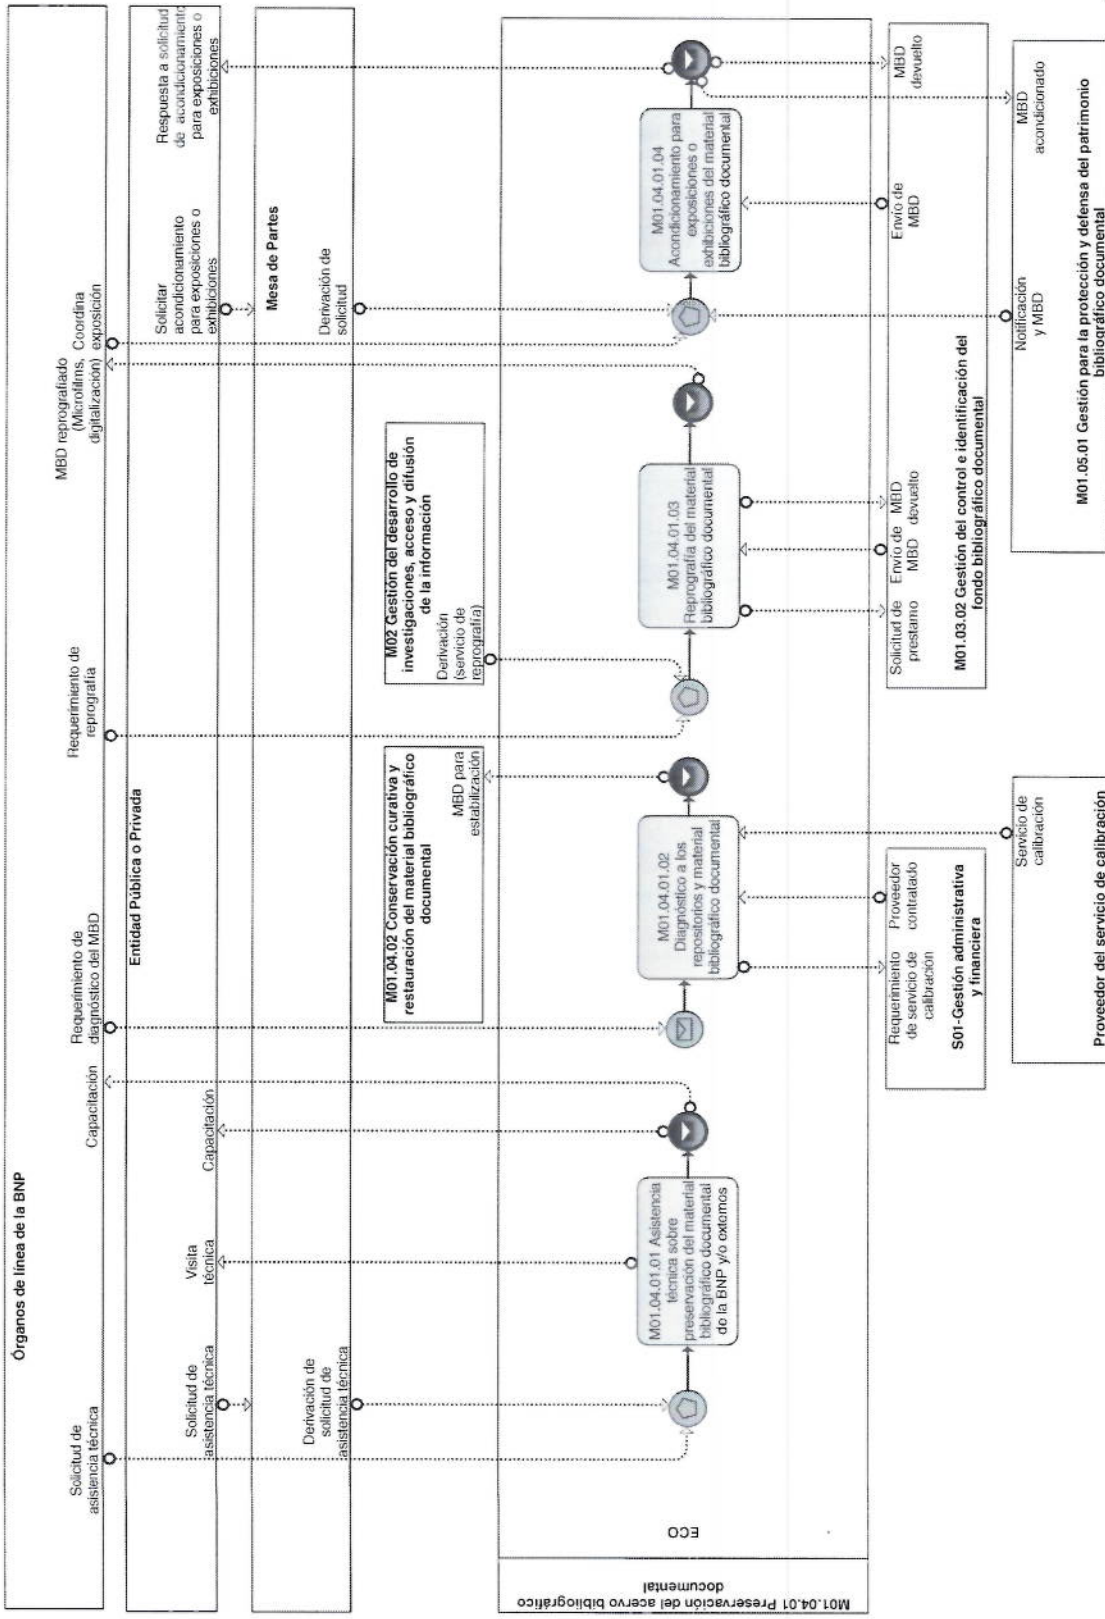 Órganos de línea de la BNP
Solicitud de
asistencia técnica
Capacitación
Requerimiento de
diagnóstico del MBD
Requerimiento de
reprografía
MBD reprografiado
(Microfilms,
digitalización)
Coordina
exposición
Entidad Pública o Privada
Solicitud de
asistencia técnica
Visita
técnica
Capacitación
Solicitar
acondicionamiento
para exposiciones o
exhibiciones
Respuesta a solicitud
de acondicionamiento
para exposiciones o
exhibiciones
Mesa de Partes
Derivación de
solicitud de
asistencia técnica
Derivación de
solicitud
M01.04.02 Conservación curativa y
restauración del material bibliográfico
documental
MBD para
estabilización
M02 Gestión del desarrollo de
investigaciones, acceso y difusión
de la información
Derivación
(servicio de
reprografía)
M01.04.01 Preservación del acervo bibliográfico
documental
ECO
M01.04.01.01 Asistencia
técnica sobre
preservación del material
bibliográfico documental
de la BNP y/o externos
M01.04.01.02
Diagnóstico a los
repositorios y material
bibliográfico documental
M01.04.01.03
Reprografía del material
bibliográfico documental
M01.04.01.04
Acondicionamiento para
exposiciones o
exhibiciones del material
bibliográfico documental
Requerimiento
de servicio de
calibración
Proveedor
contratado
S01-Gestión administrativa
y financiera
Servicio de
calibración
Proveedor del servicio de calibración
Solicitud de
prestamo
Envío de
MBD
MBD
devuelto
Envío de
MBD
MBD
devuelto
M01.03.02 Gestión del control e identificación del
fondo bibliográfico documental
Notificación
y MBD
MBD
acondicionado
M01.05.01 Gestión para la protección y defensa del patrimonio
bibliográfico documental